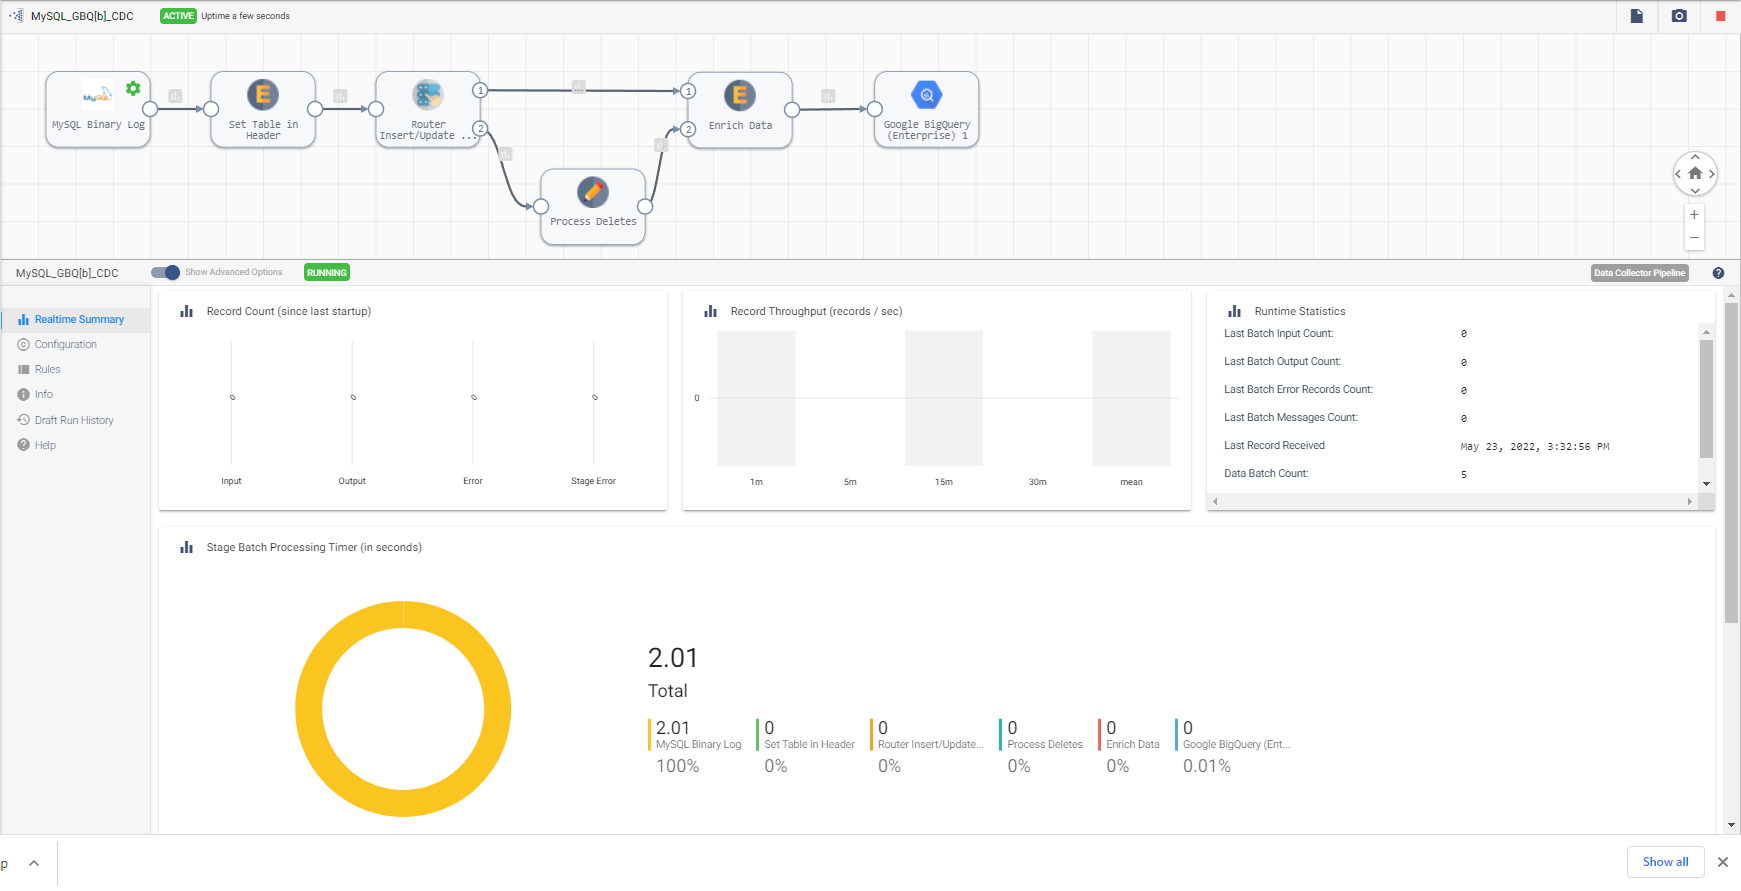 MySQL_GBQ[b]_CDC
ACTIVE Uptime a few seconds
MySQL Binary Log
Set Table in
Header
Router
Insert/Update ...
1
2
Process Deletes
1
2
Enrich Data
Google BigQuery
(Enterprise) 1
MySQL_GBQ[b]_CDC
Show Advanced Options
RUNNING
Data Collector Pipeline
Realtime Summary
Configuration
Rules
Info
Draft Run History
Help
Record Count (since last startup)
0 0 0 0
Input Output Error Stage Error
Record Throughput (records / sec)
0
1m 5m 15m 30m mean
Runtime Statistics
Last Batch Input Count: 0
Last Batch Output Count: 0
Last Batch Error Records Count: 0
Last Batch Messages Count: 0
Last Record Received May 23, 2022, 3:32:56 PM
Data Batch Count: 5
Stage Batch Processing Timer (in seconds)
2.01
Total
2.01 0 0 0 0 0
MySQL Binary Log Set Table in Header Router Insert/Update... Process Deletes Enrich Data Google BigQuery (Ent...
100% 0% 0% 0% 0% 0.01%
p
Show all